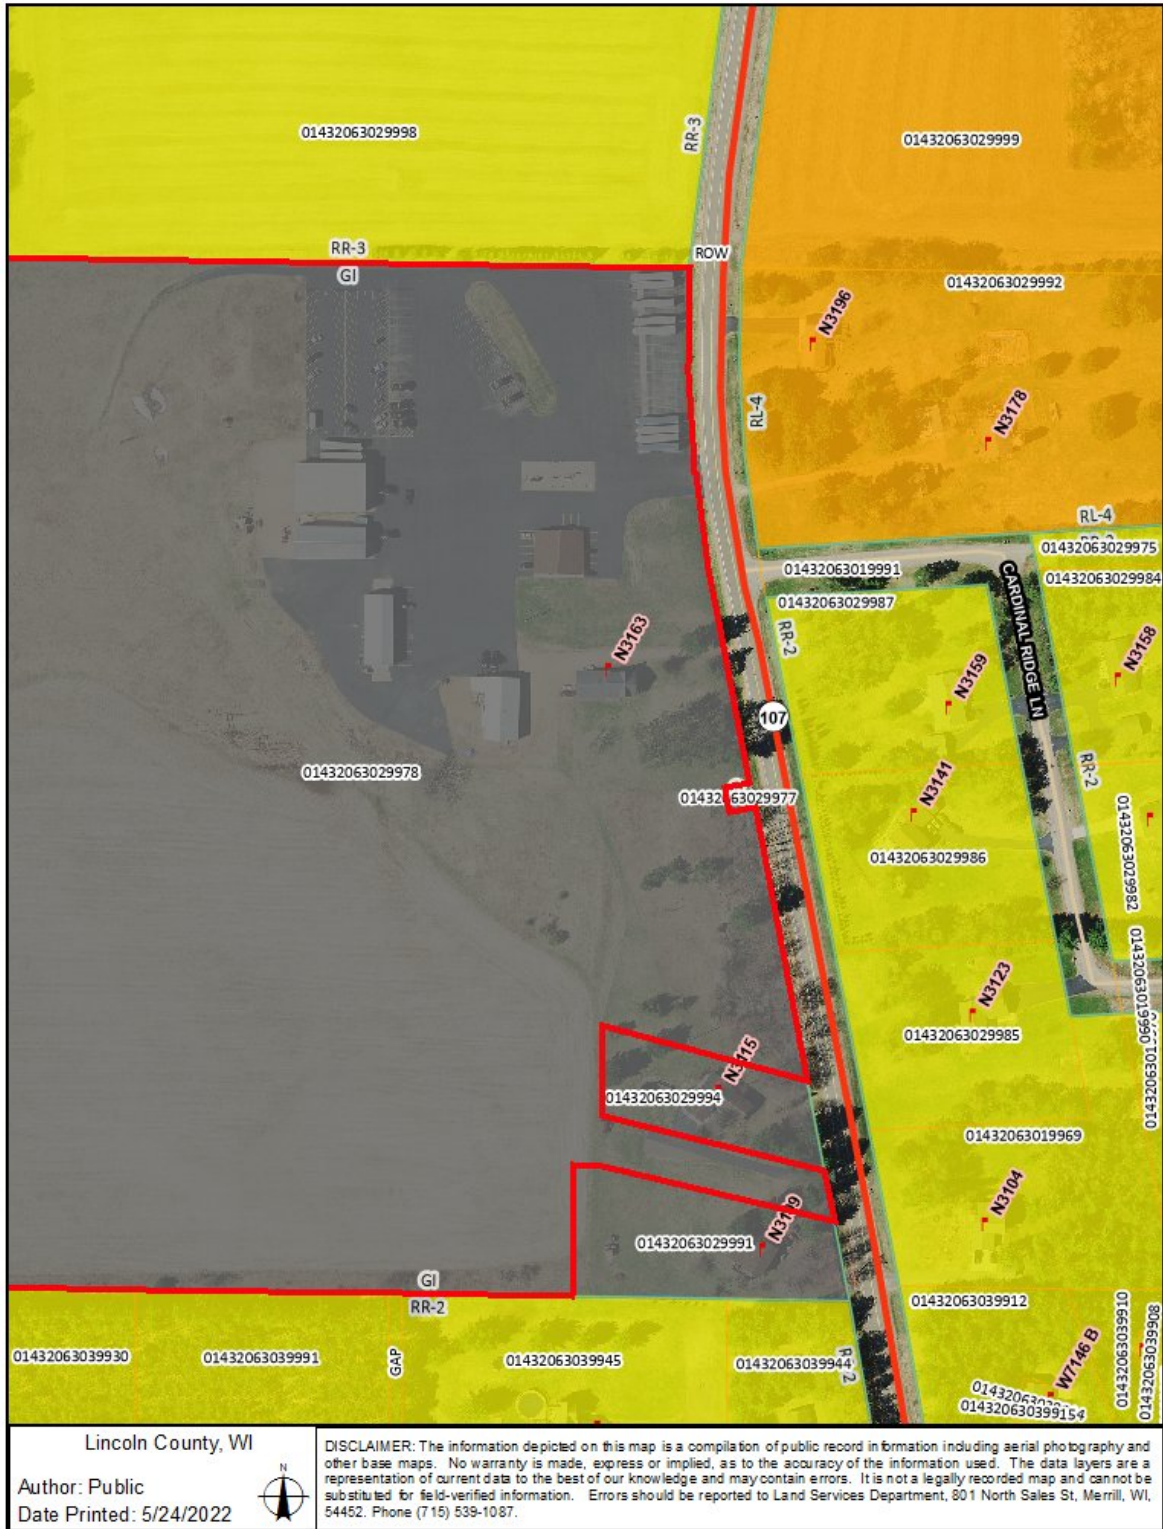 01432063029998
RR-3
01432063029999
ROW
RR-3
GI
01432063029992
N3196
RL-4
N3178
RL-4
01432063029975
01432063019991
01432063029984
01432063029987
CARDINAL RIDGE LN
RR-2
N3163
N3159
N3158
107
RR-2
01432063029978
01432063029977
N3141
01432063029986
01432063029982
N3123
01432063029985
N3115
01432063029994
01432063019969
N3104
01432063029991
GI
RR-2
01432063039912
01432063039910
01432063039908
01432063039930
01432063039991
GAP
01432063039945
01432063039944
W7146 B
014320630399154
Lincoln County, WI
Author: Public
Date Printed: 5/24/2022
N
DISCLAIMER: The information depicted on this map is a compilation of public record information including aerial photography and
other base maps. No warranty is made, express or implied, as to the accuracy of the information used. The data layers are a
representation of current data to the best of our knowledge and may contain errors. It is not a legally recorded map and cannot be
substituted for field-verified information. Errors should be reported to Land Services Department, 801 North Sales St, Merrill, WI,
54452. Phone (715) 539-1087.